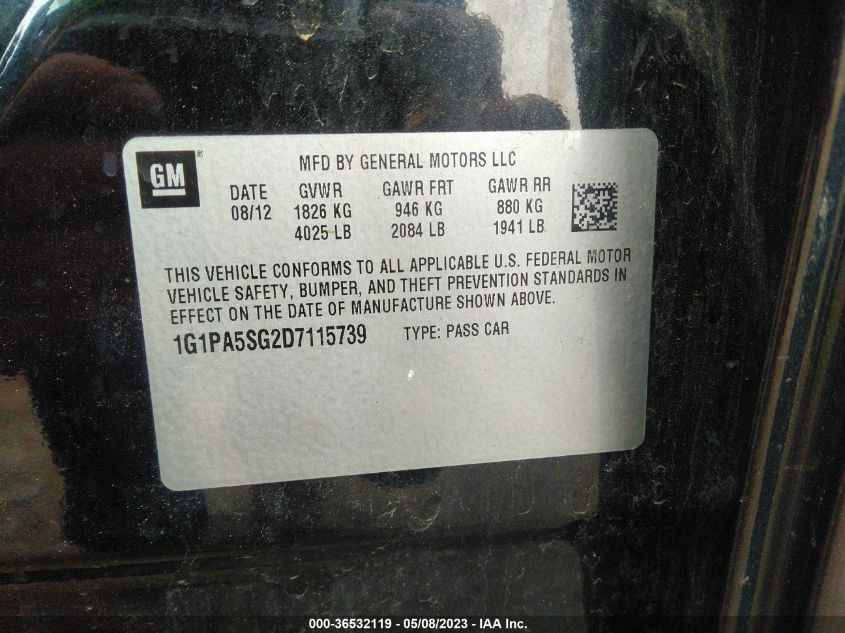 GM ®
MFD BY GENERAL MOTORS LLC
DATE GVWR GAWR FRT GAWR RR
08/12 1826 KG 946 KG 880 KG
4025 LB 2084 LB 1941 LB
THIS VEHICLE CONFORMS TO ALL APPLICABLE U.S. FEDERAL MOTOR
VEHICLE SAFETY, BUMPER, AND THEFT PREVENTION STANDARDS IN
EFFECT ON THE DATE OF MANUFACTURE SHOWN ABOVE.
1G1PA5SG2D7115739 TYPE: PASS CAR
000-36532119 - 05/08/2023 - IAA Inc.